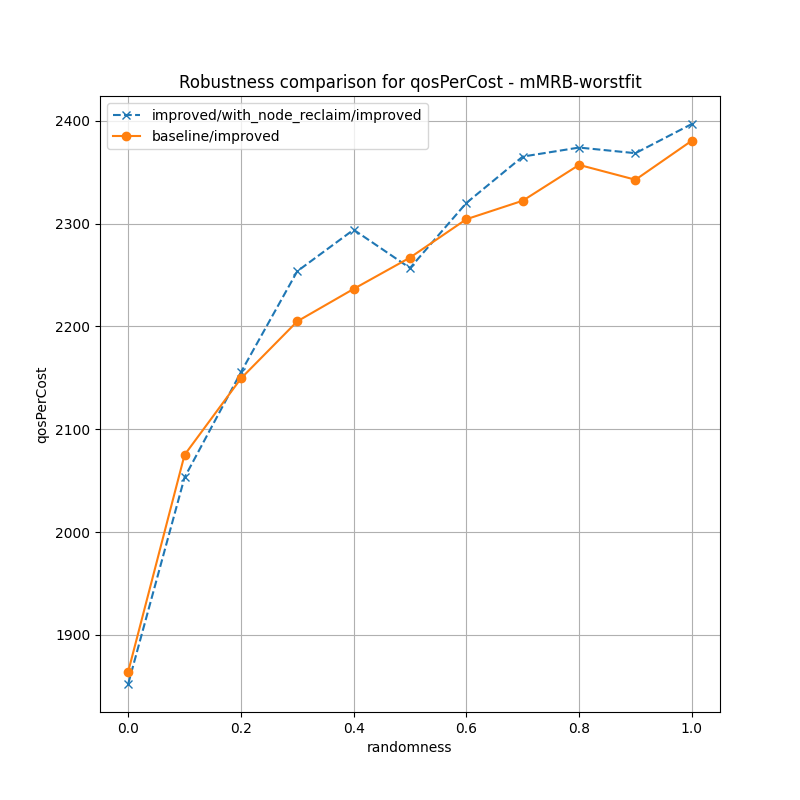 Robustness comparison for qosPerCost - mMRB-worstfit
improved/with_node_reclaim/improved
baseline/improved
2400
2300
2200
2100
2000
1900
qosPerCost
0.0 0.2 0.4 0.6 0.8 1.0
randomness